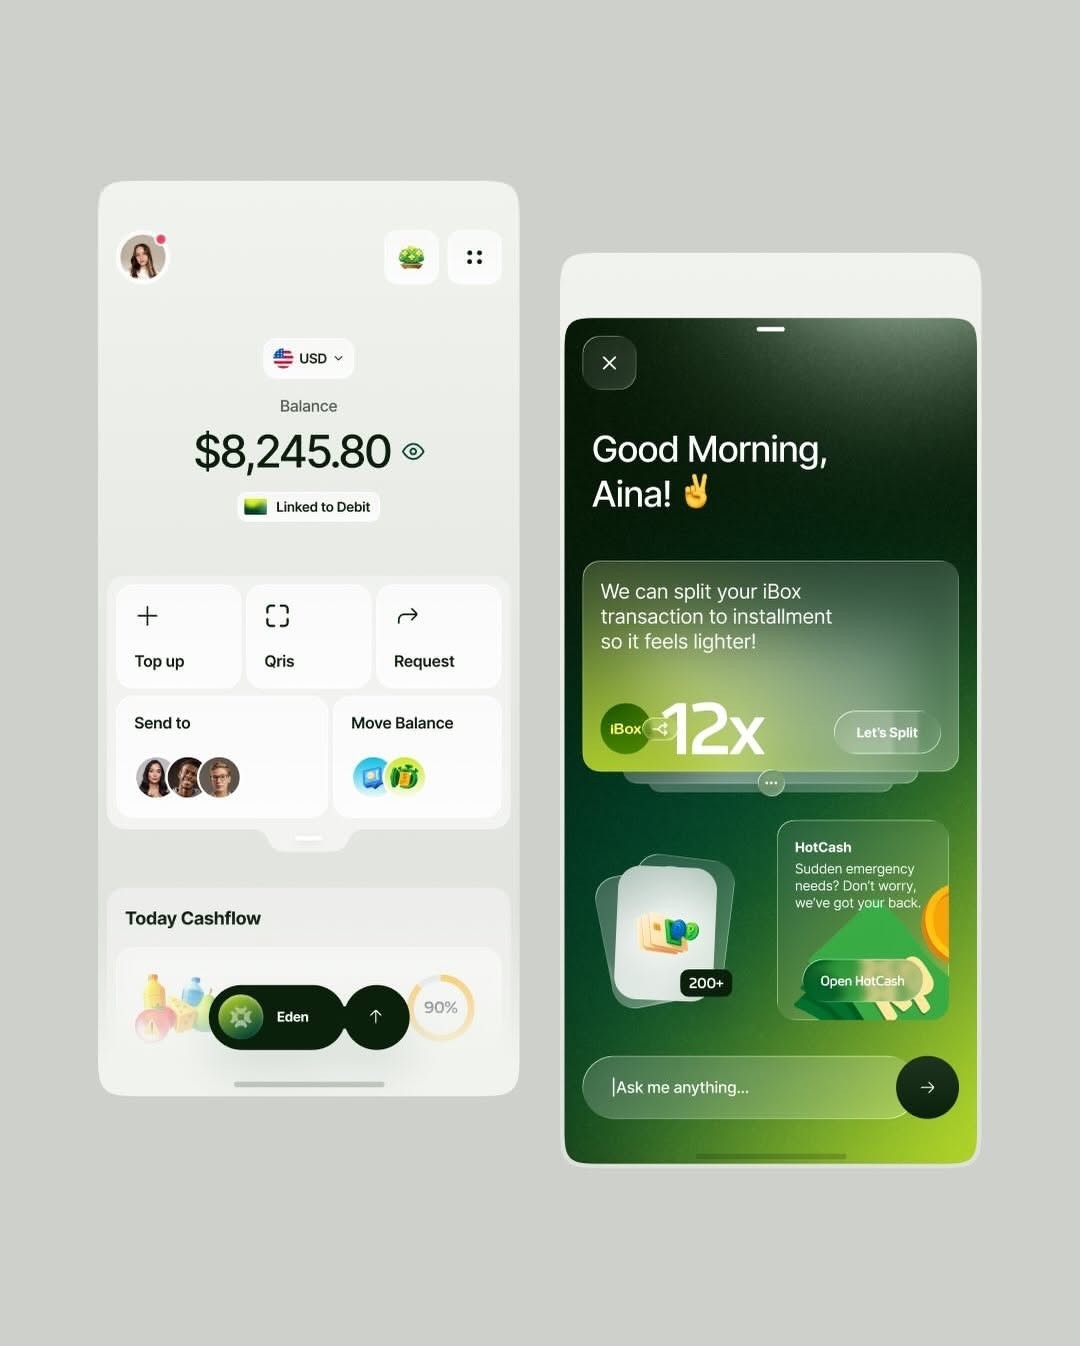 USD
Balance
$8,245.80
Linked to Debit
Top up
Qris
Request
Send to
Move Balance
Today Cashflow
Eden
90%
Good Morning,
Aina! ✌️
We can split your iBox
transaction to installment
so it feels lighter!
iBox
12x
Let's Split
HotCash
Sudden emergency
needs? Don't worry,
we've got your back.
Open HotCash
200+
Ask me anything...